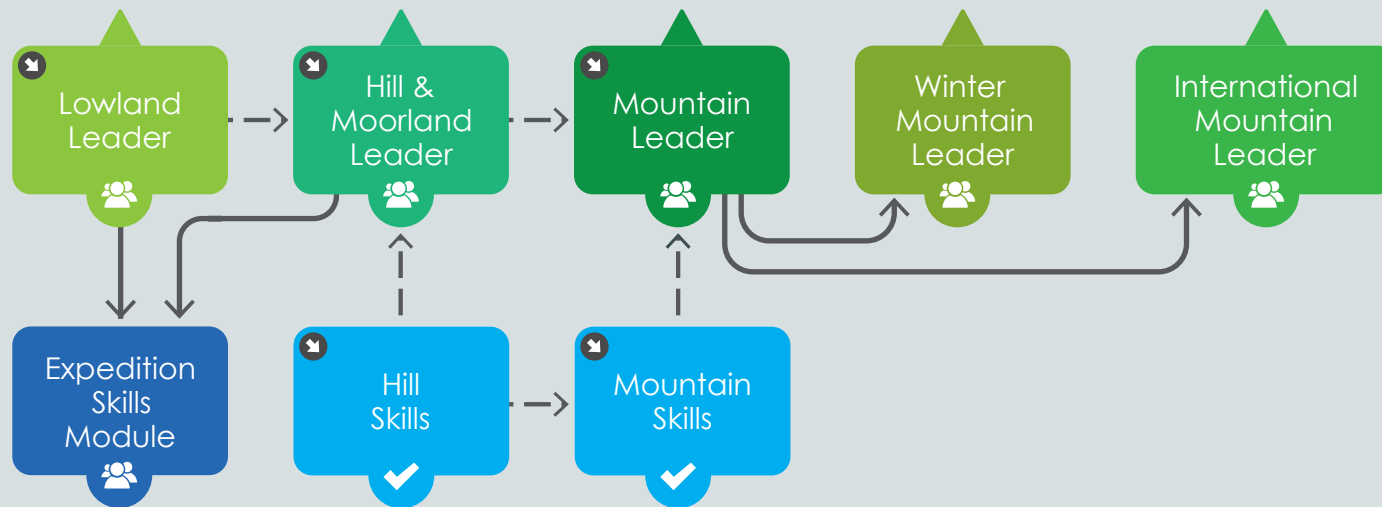 Lowland
Leader
Hill &
Moorland
Leader
Mountain
Leader
Winter
Mountain
Leader
International
Mountain
Leader
Expedition
Skills
Module
Hill
Skills
Mountain
Skills